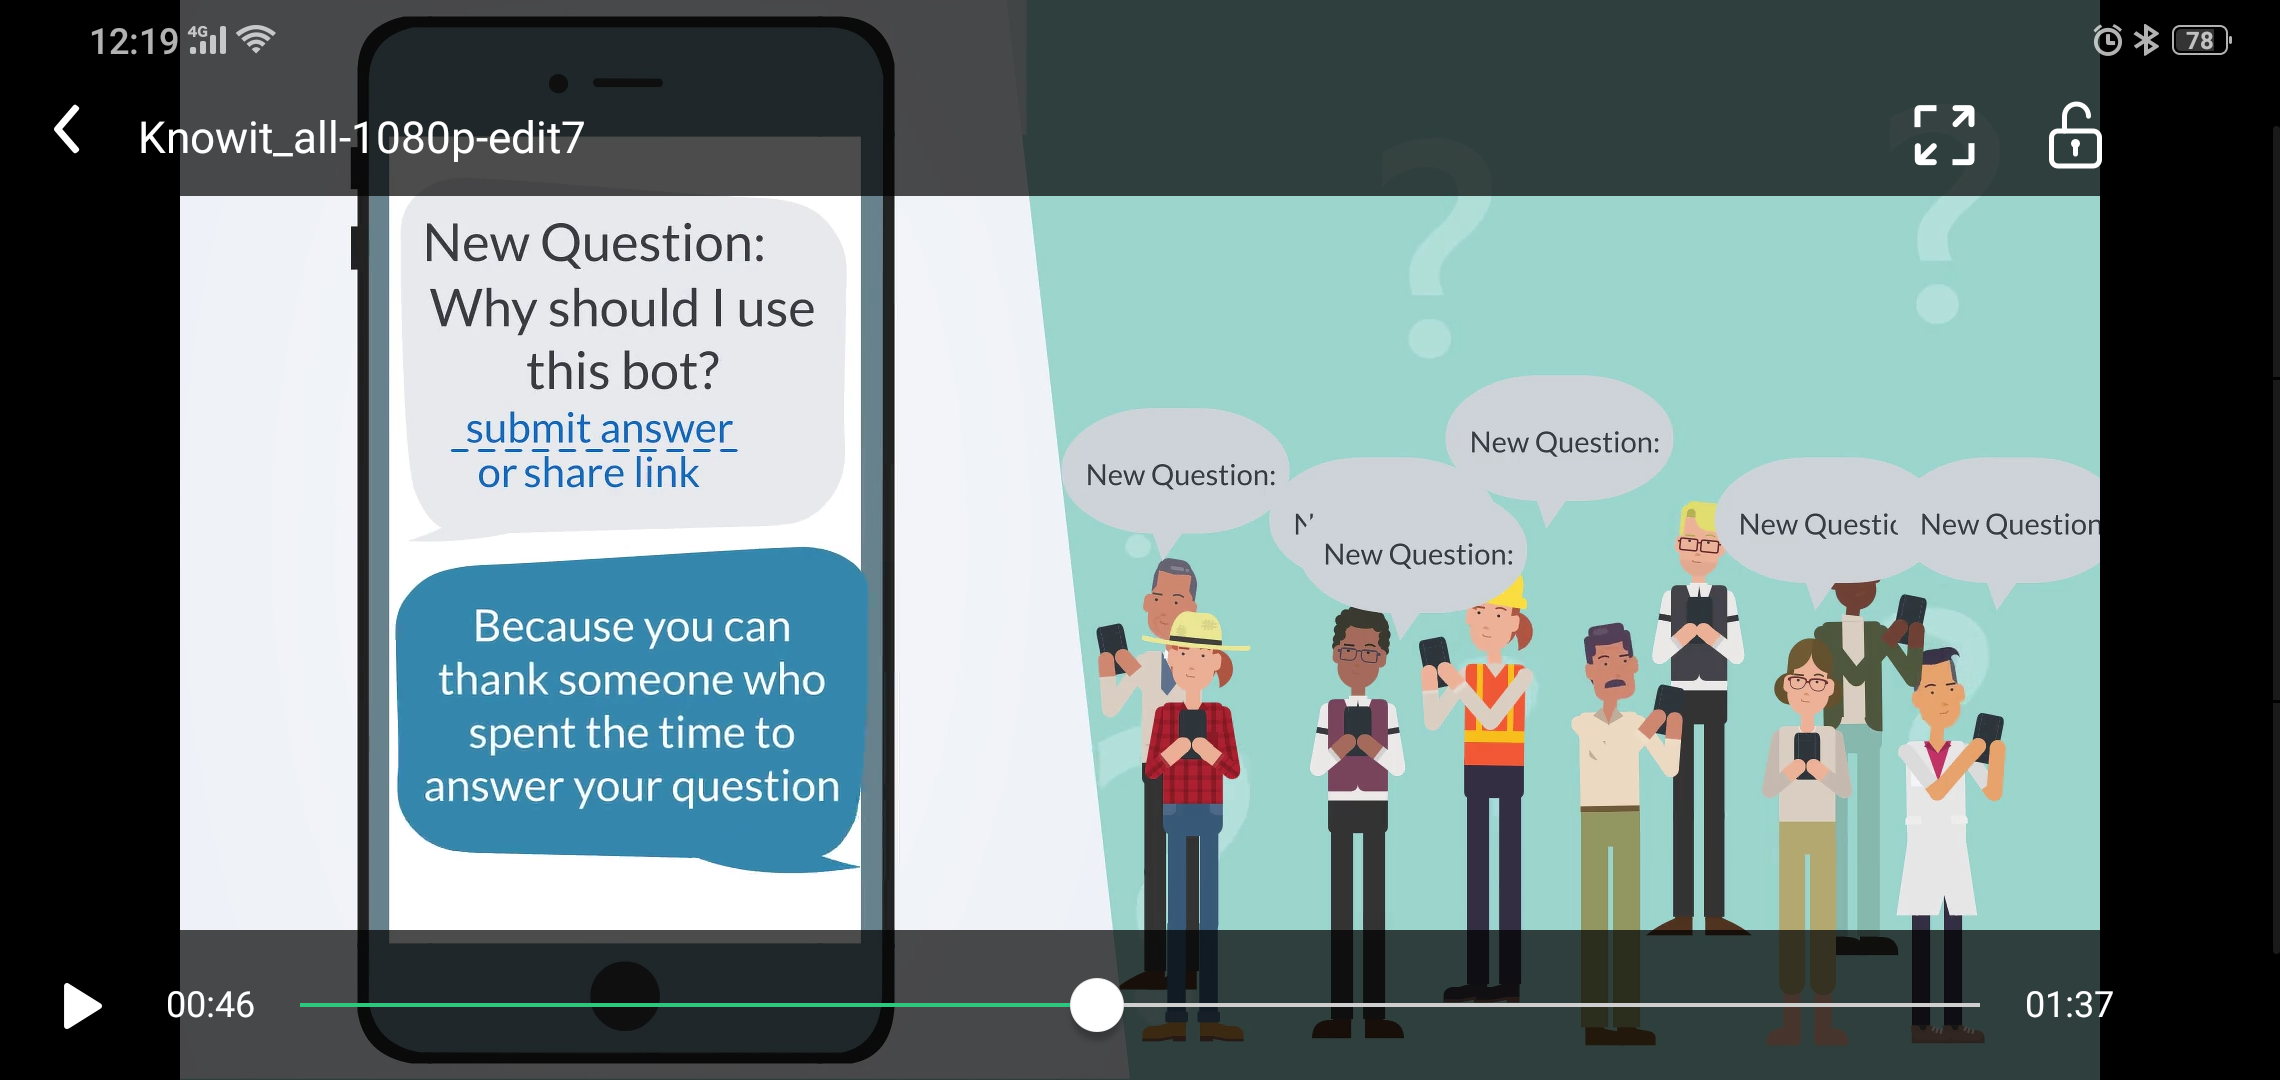 12:19 4G
78
Knowit_all-1080p-edit7
New Question:
Why should I use
this bot?
submit answer
or share link
Because you can
thank someone who
spent the time to
answer your question
New Question:
New Question:
New Question:
New
New Question
00:46
01:37